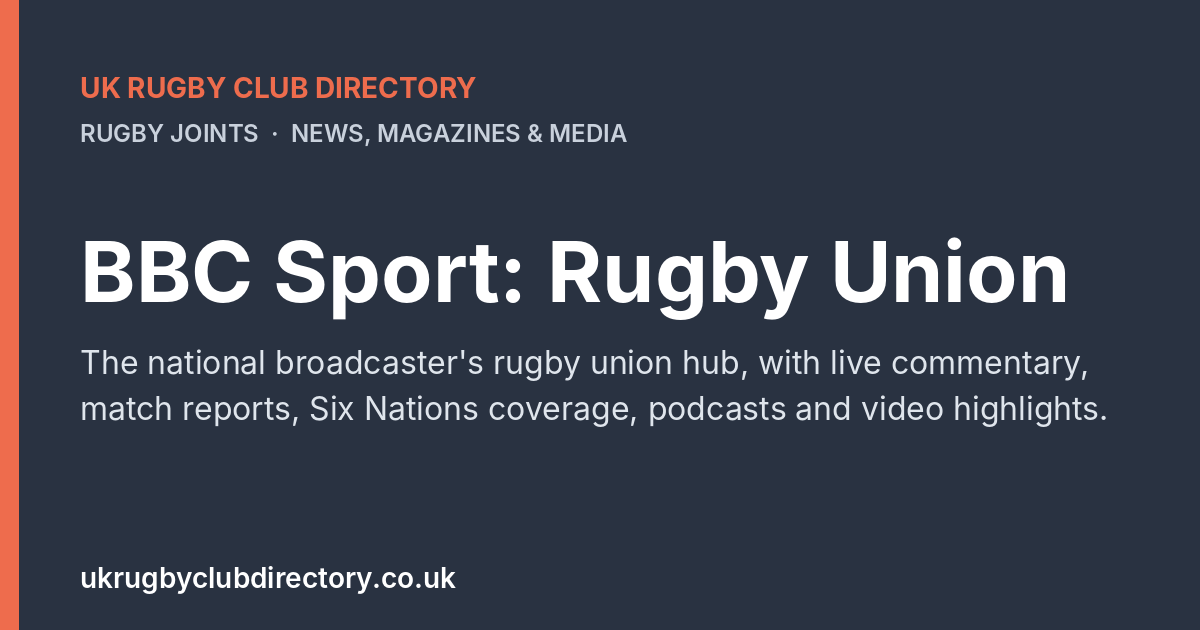 UK RUGBY CLUB DIRECTORY
RUGBY JOINTS · NEWS, MAGAZINES & MEDIA
BBC Sport: Rugby Union
The national broadcaster's rugby union hub, with live commentary,
match reports, Six Nations coverage, podcasts and video highlights.
ukrugbyclubdirectory.co.uk